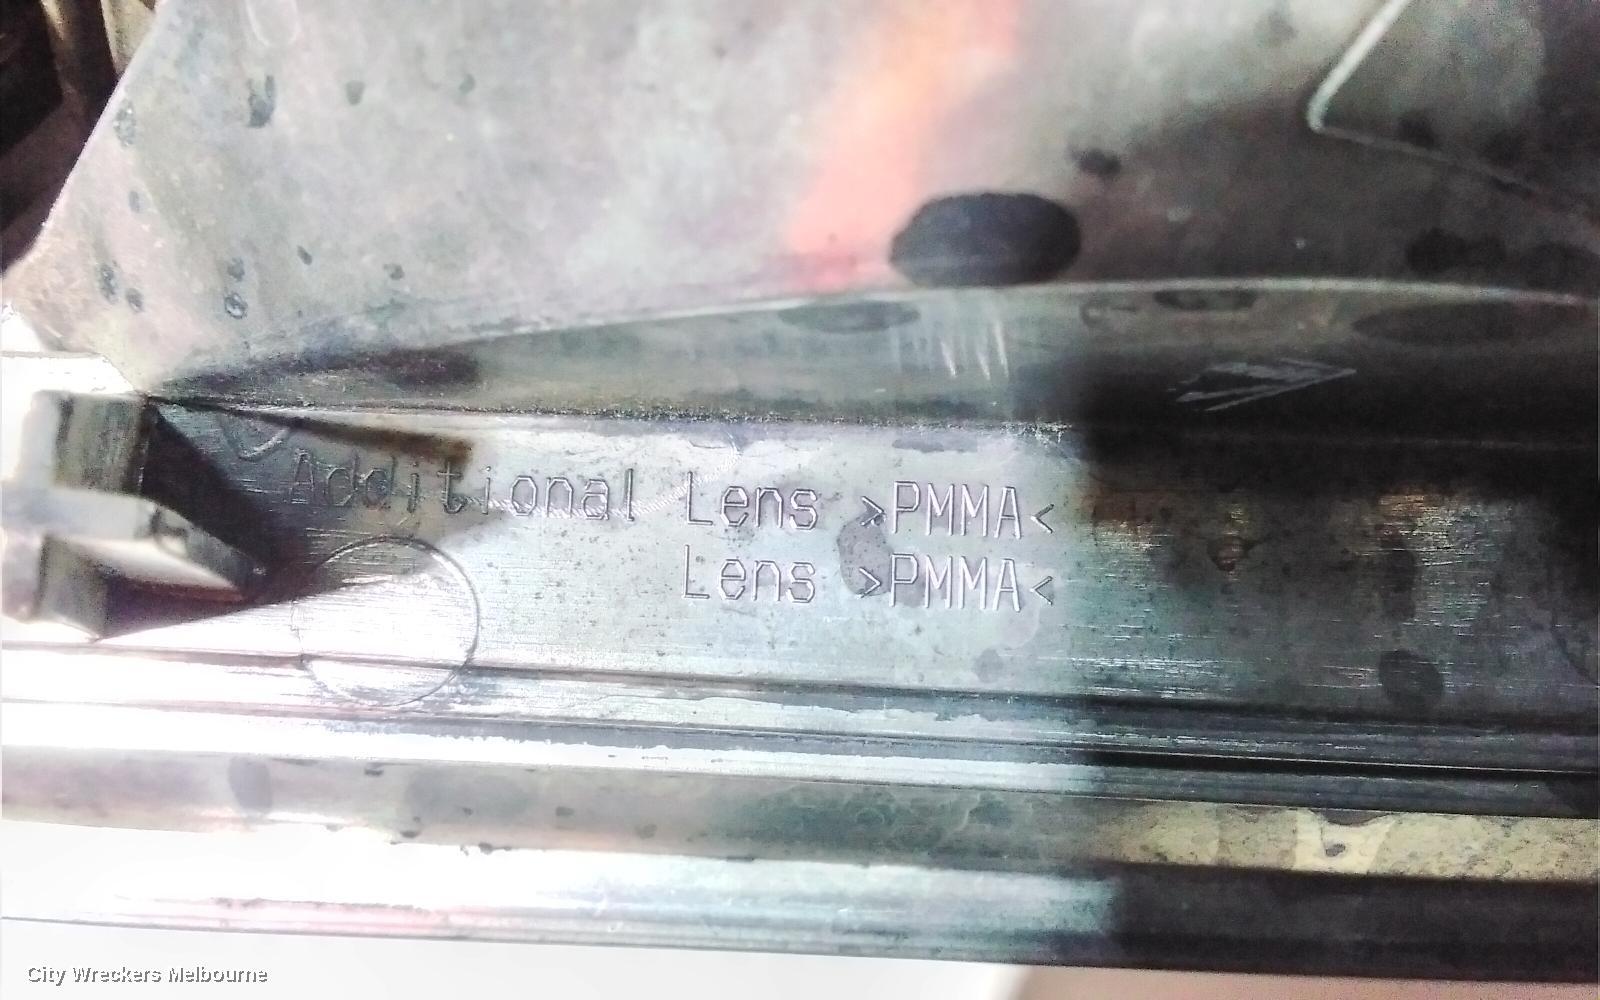 Additional Lens >PMMA<
Lens >PMMA<
City Wreckers Melbourne